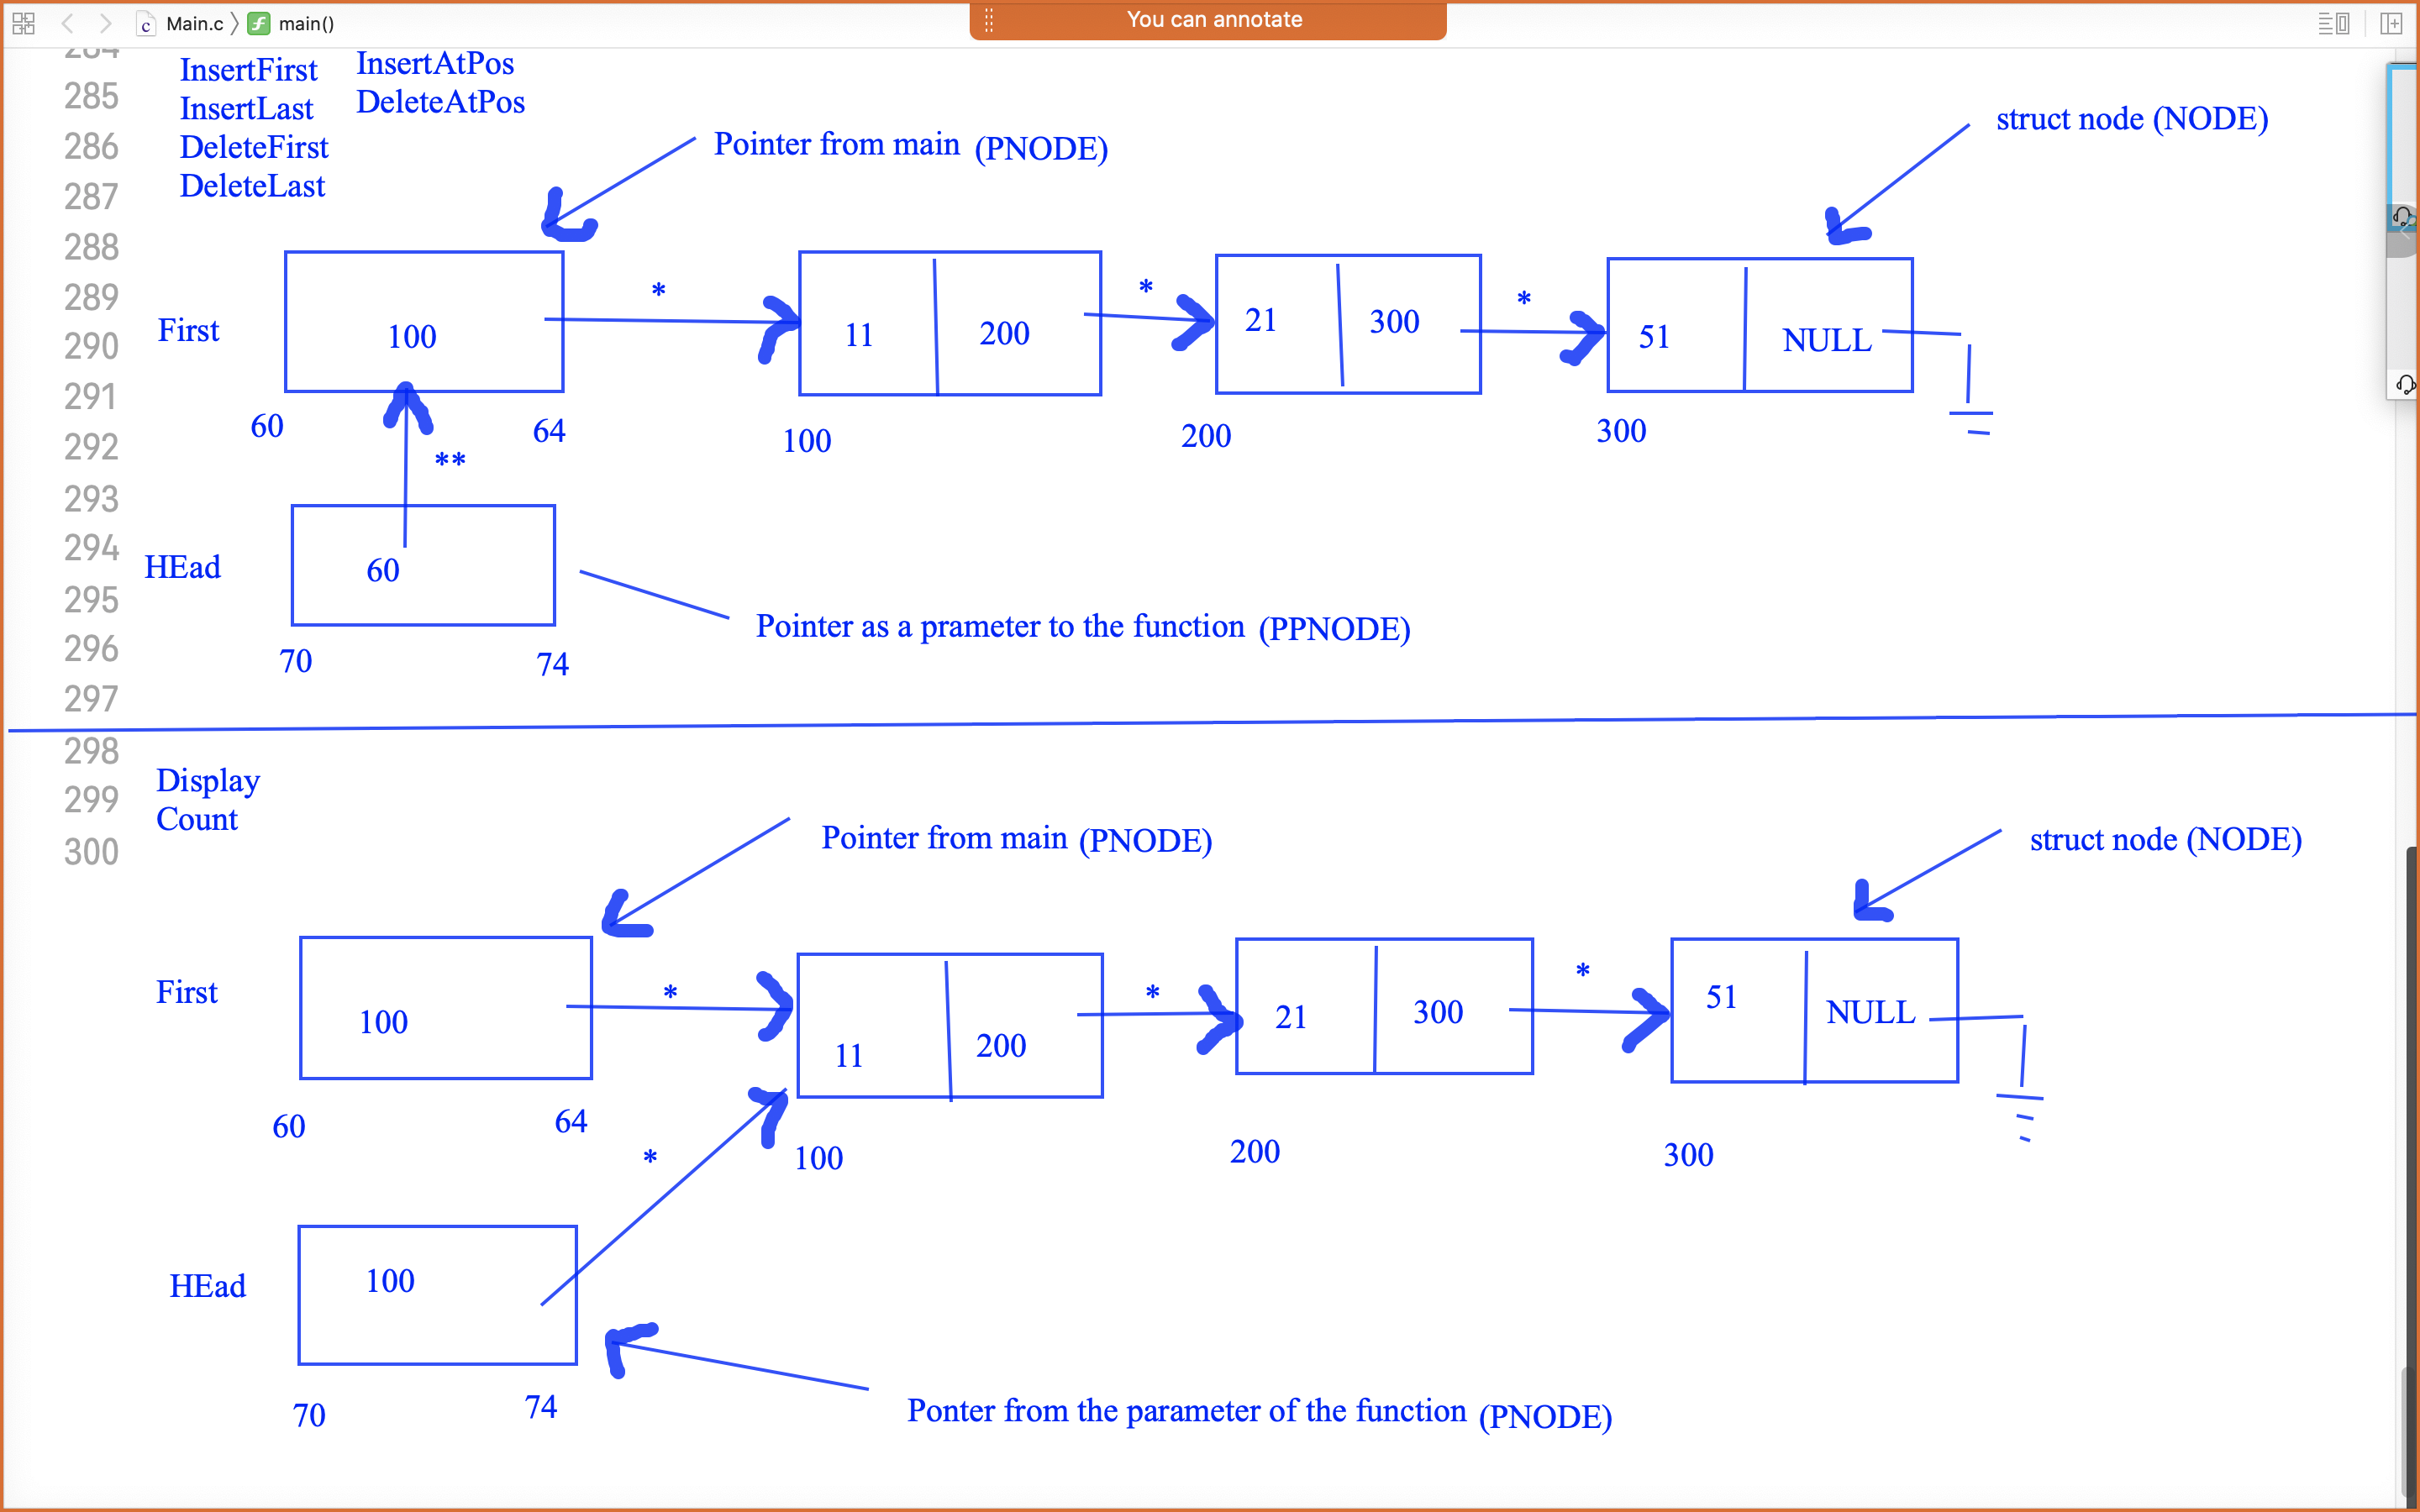 Main.c
main()
You can annotate
284
285
286
287
288
289
290
291
292
293
294
295
296
297
298
299
300
InsertFirst
InsertLast
DeleteFirst
DeleteLast
InsertAtPos
DeleteAtPos
Pointer from main (PNODE)
struct node (NODE)
First
100
*
11
200
*
21
300
*
51
NULL
60
64
100
200
300
**
HEad
60
70
74
Pointer as a prameter to the function (PPNODE)
Display
Count
Pointer from main (PNODE)
struct node (NODE)
First
100
*
11
200
*
21
300
*
51
NULL
60
64
100
200
300
*
HEad
100
70
74
Ponter from the parameter of the function (PNODE)